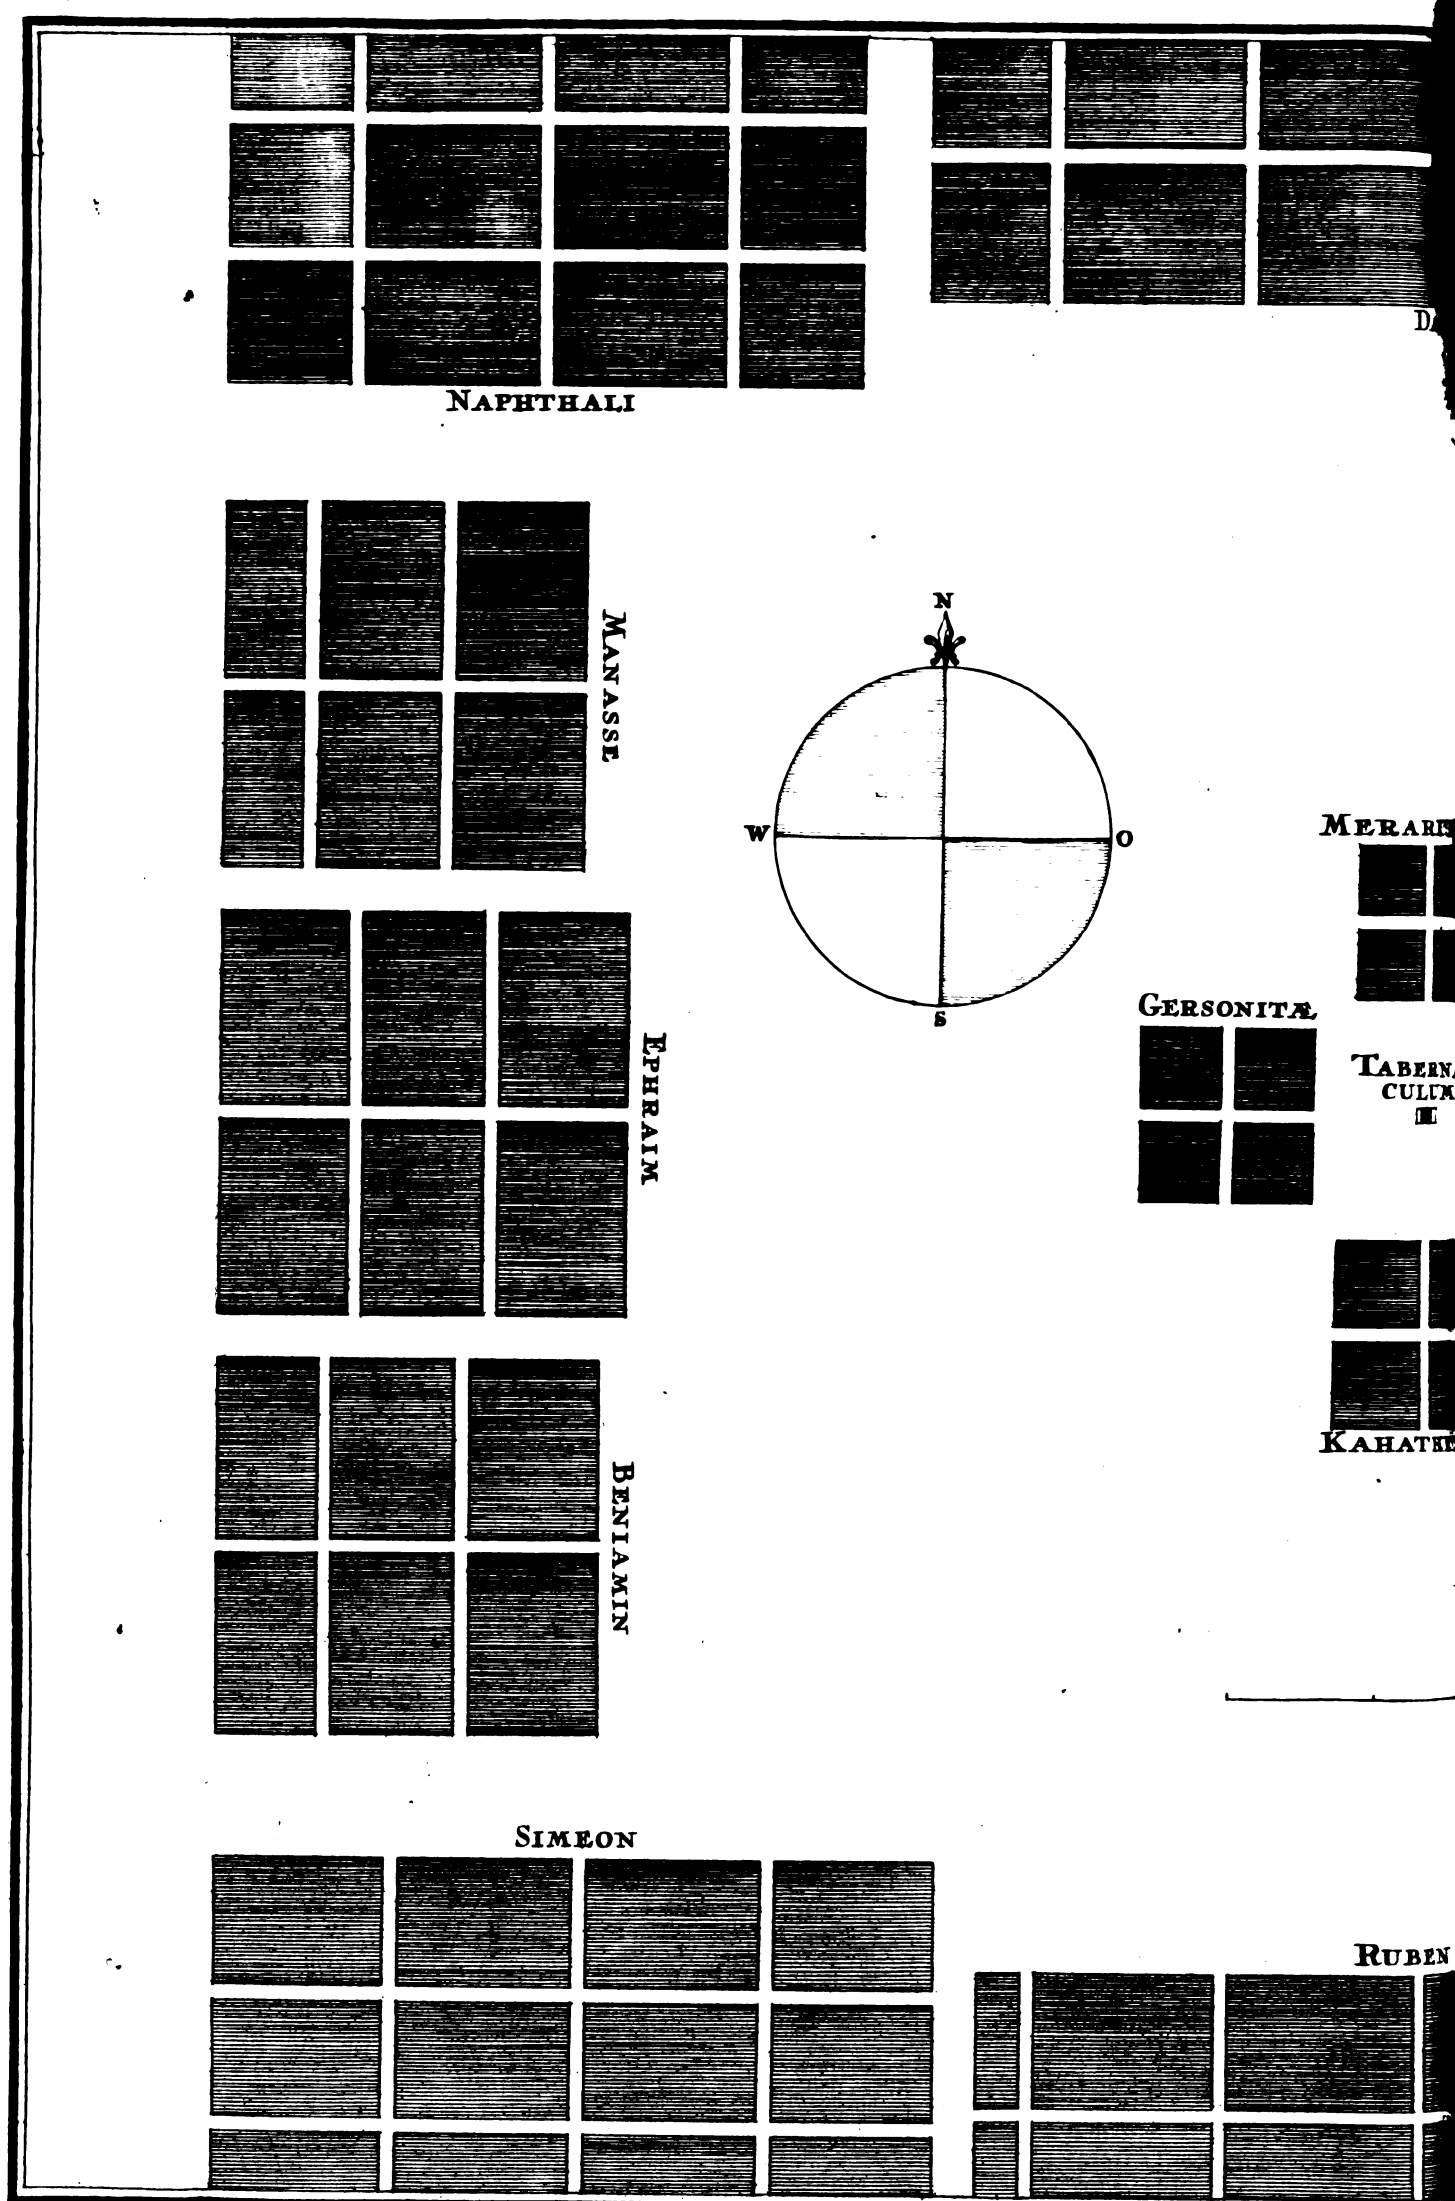 NAPHTHALI
MANASSE
N
W
O
S
GERSONITÆ
EPHRAIM
BENIAMIN
SIMEON
RUBEN